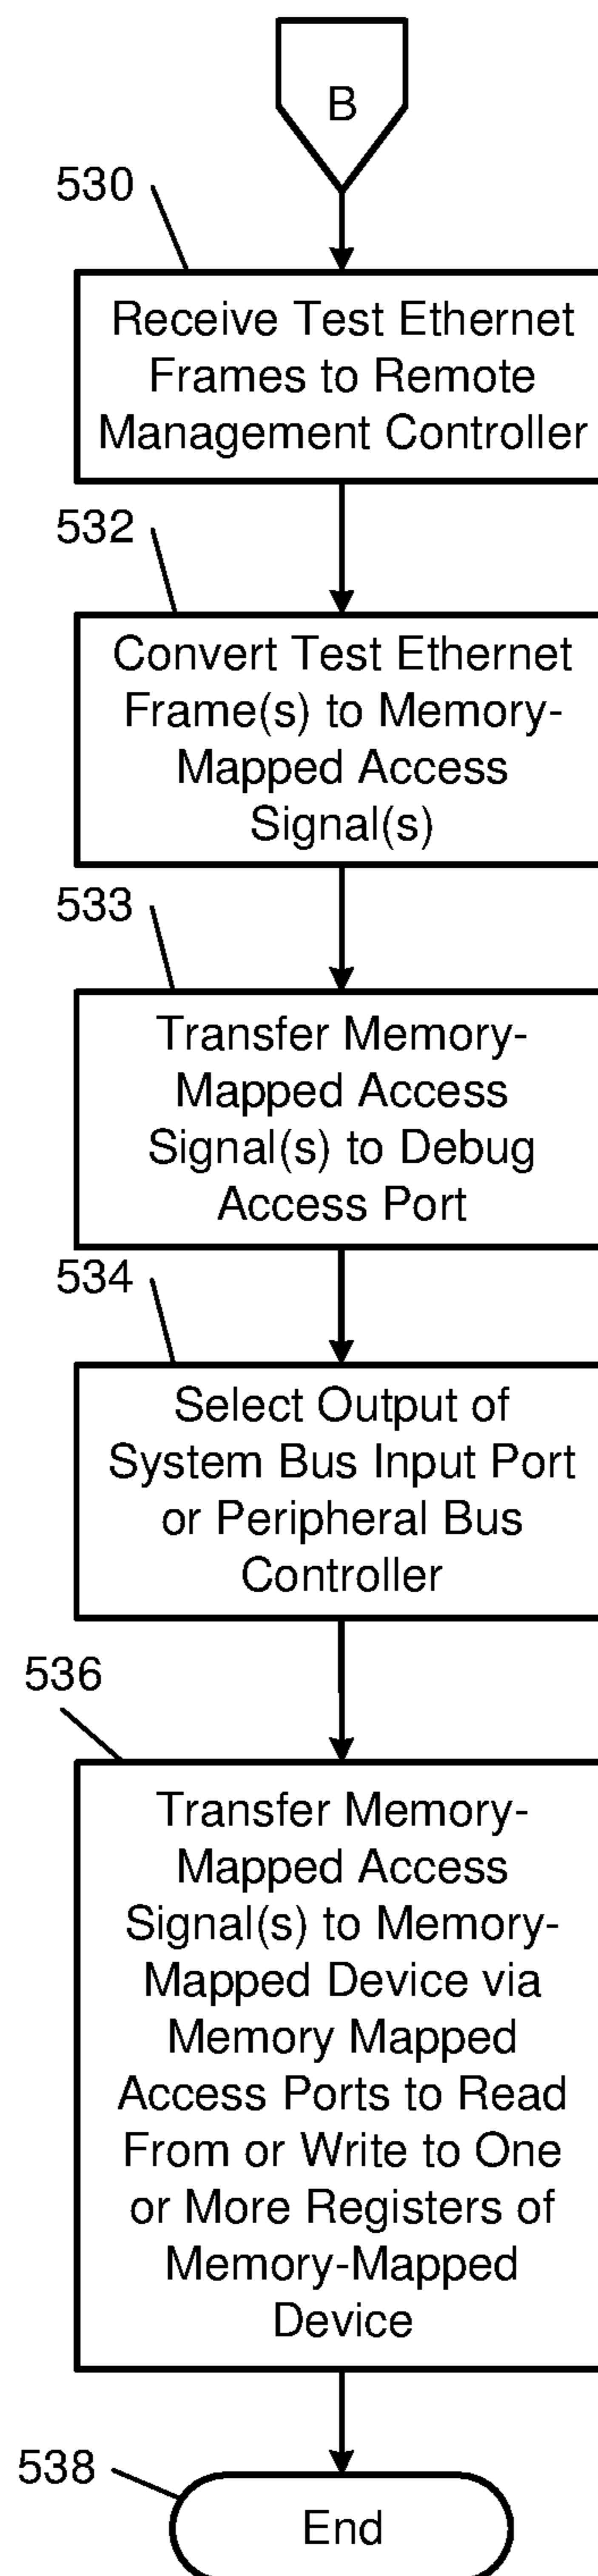 B
530
Receive Test Ethernet
Frames to Remote
Management Controller
532
Convert Test Ethernet
Frame(s) to Memory-
Mapped Access
Signal(s)
533
Transfer Memory-
Mapped Access
Signal(s) to Debug
Access Port
534
Select Output of
System Bus Input Port
or Peripheral Bus
Controller
536
Transfer Memory-
Mapped Access
Signal(s) to Memory-
Mapped Device via
Memory Mapped
Access Ports to Read
From or Write to One
or More Registers of
Memory-Mapped
Device
538
End